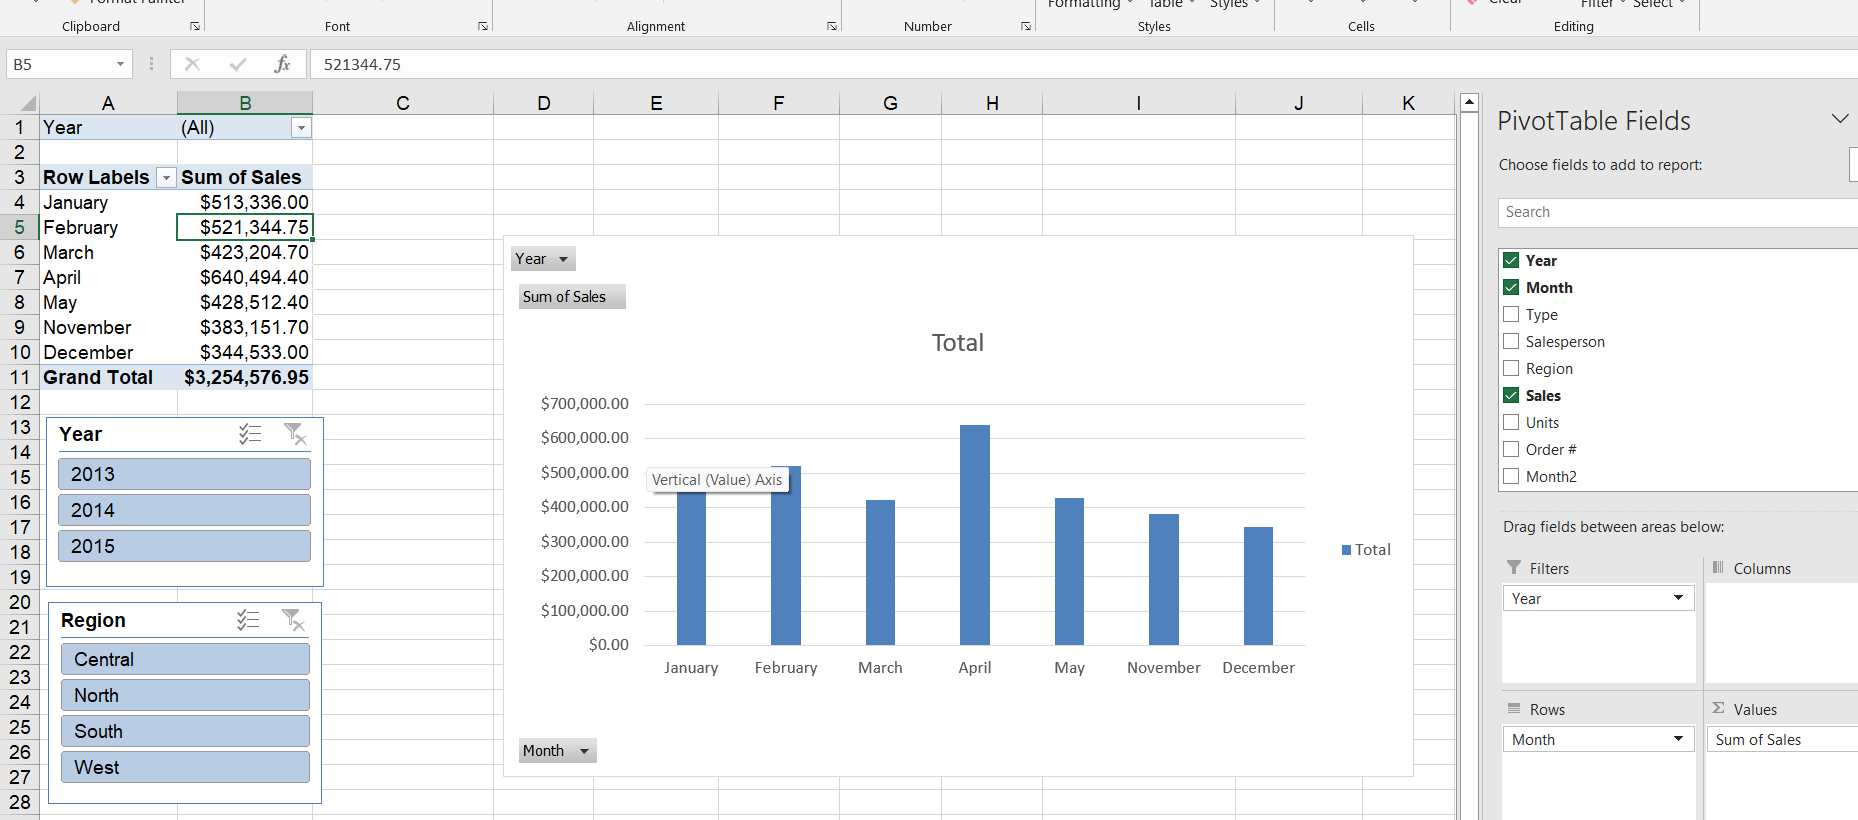 Format Painter
Formatting Table Styles Clear Filter Select
Clipboard Font Alignment Number Styles Cells Editing
B5 fx 521344.75
A B C D E F G H I J K
1 Year (All)
2
3 Row Labels Sum of Sales
4 January $513,336.00
5 February $521,344.75
6 March $423,204.70
7 April $640,494.40
8 May $428,512.40
9 November $383,151.70
10 December $344,533.00
11 Grand Total $3,254,576.95
12
13
14
15
16
17
18
19
20
21
22
23
24
25
26
27
28
Year
2013
2014
2015
Region
Central
North
South
West
Year
Sum of Sales
Total
$700,000.00
$600,000.00
$500,000.00
$400,000.00
$300,000.00
$200,000.00
$100,000.00
$0.00
Vertical (Value) Axis
January February March April May November December
Total
Month
PivotTable Fields
Choose fields to add to report:
Search
Year
Month
Type
Salesperson
Region
Sales
Units
Order #
Month2
Drag fields between areas below:
Filters
Year
Columns
Rows
Month
Σ Values
Sum of Sales